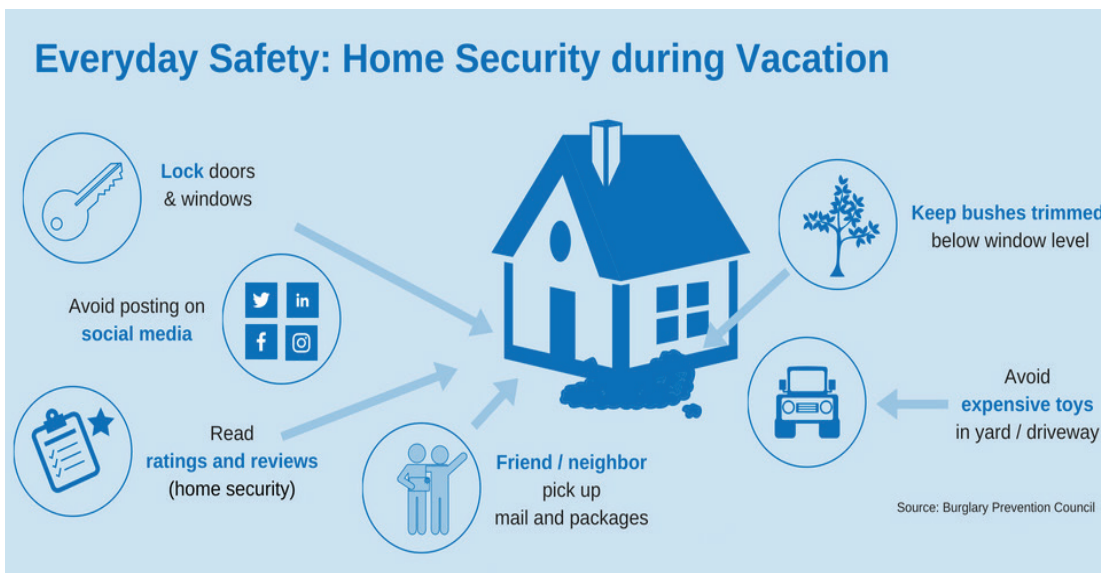 Everyday Safety: Home Security during Vacation
Lock doors
& windows
Avoid posting on
social media
in
f
Read
ratings and reviews
(home security)
Friend / neighbor
pick up
mail and packages
Keep bushes trimmed
below window level
Avoid
expensive toys
in yard / driveway
Source: Burglary Prevention Council